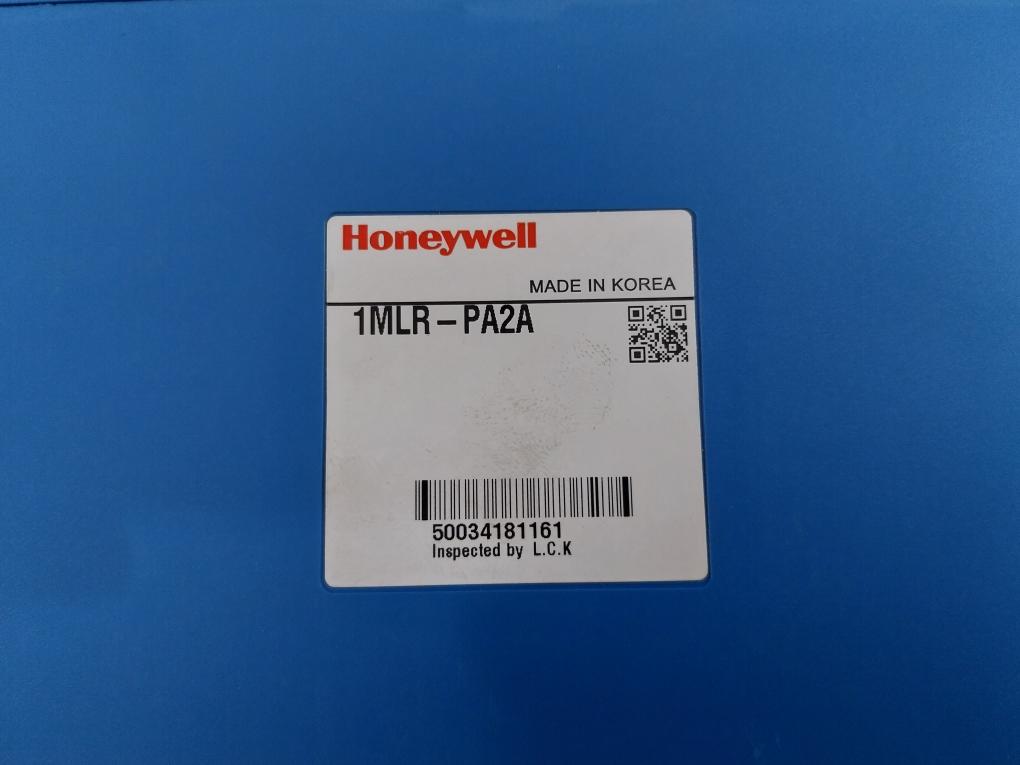 Honeywell
MADE IN KOREA
1MLR-PA2A
50034181161
Inspected by L.C.K